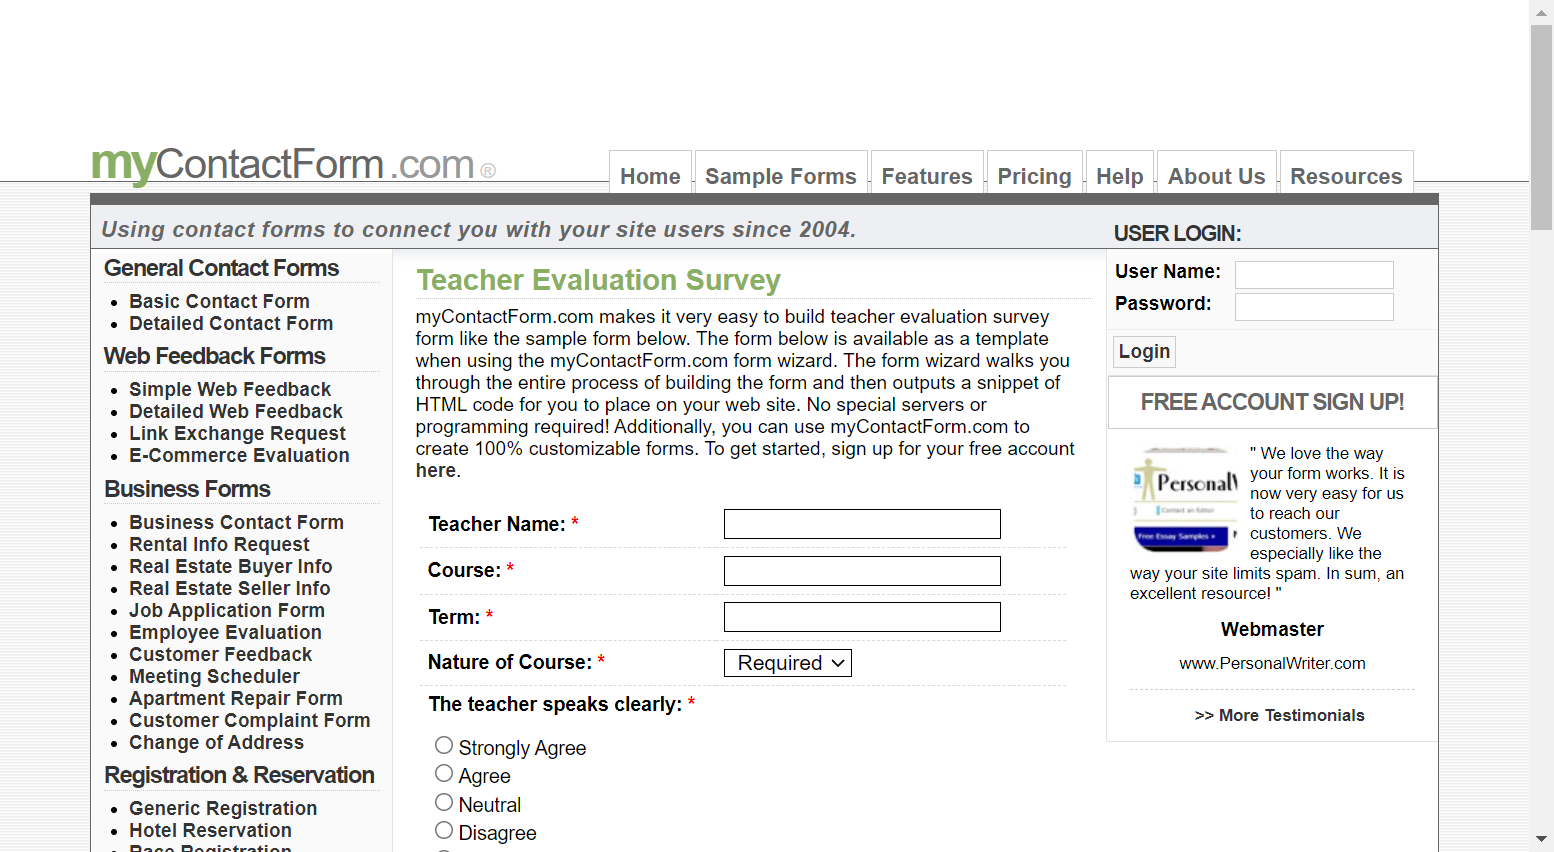 myContactForm.com®
Home
Sample Forms
Features
Pricing
Help
About Us
Resources
Using contact forms to connect you with your site users since 2004.
USER LOGIN:
General Contact Forms
Basic Contact Form
Detailed Contact Form
Web Feedback Forms
Simple Web Feedback
Detailed Web Feedback
Link Exchange Request
E-Commerce Evaluation
Business Forms
Business Contact Form
Rental Info Request
Real Estate Buyer Info
Real Estate Seller Info
Job Application Form
Employee Evaluation
Customer Feedback
Meeting Scheduler
Apartment Repair Form
Customer Complaint Form
Change of Address
Registration & Reservation
Generic Registration
Hotel Reservation
Race Registration
Teacher Evaluation Survey
myContactForm.com makes it very easy to build teacher evaluation survey
form like the sample form below. The form below is available as a template
when using the myContactForm.com form wizard. The form wizard walks you
through the entire process of building the form and then outputs a snippet of
HTML code for you to place on your web site. No special servers or
programming required! Additionally, you can use myContactForm.com to
create 100% customizable forms. To get started, sign up for your free account
here.
Teacher Name: *
Course: *
Term: *
Nature of Course: * Required
The teacher speaks clearly: *
Strongly Agree
Agree
Neutral
Disagree
User Name:
Password:
Login
FREE ACCOUNT SIGN UP!
Personal
Contact an Editor
Free Essay Samples »
" We love the way
your form works. It is
now very easy for us
to reach our
customers. We
especially like the
way your site limits spam. In sum, an
excellent resource! "
Webmaster
www.PersonalWriter.com
>> More Testimonials